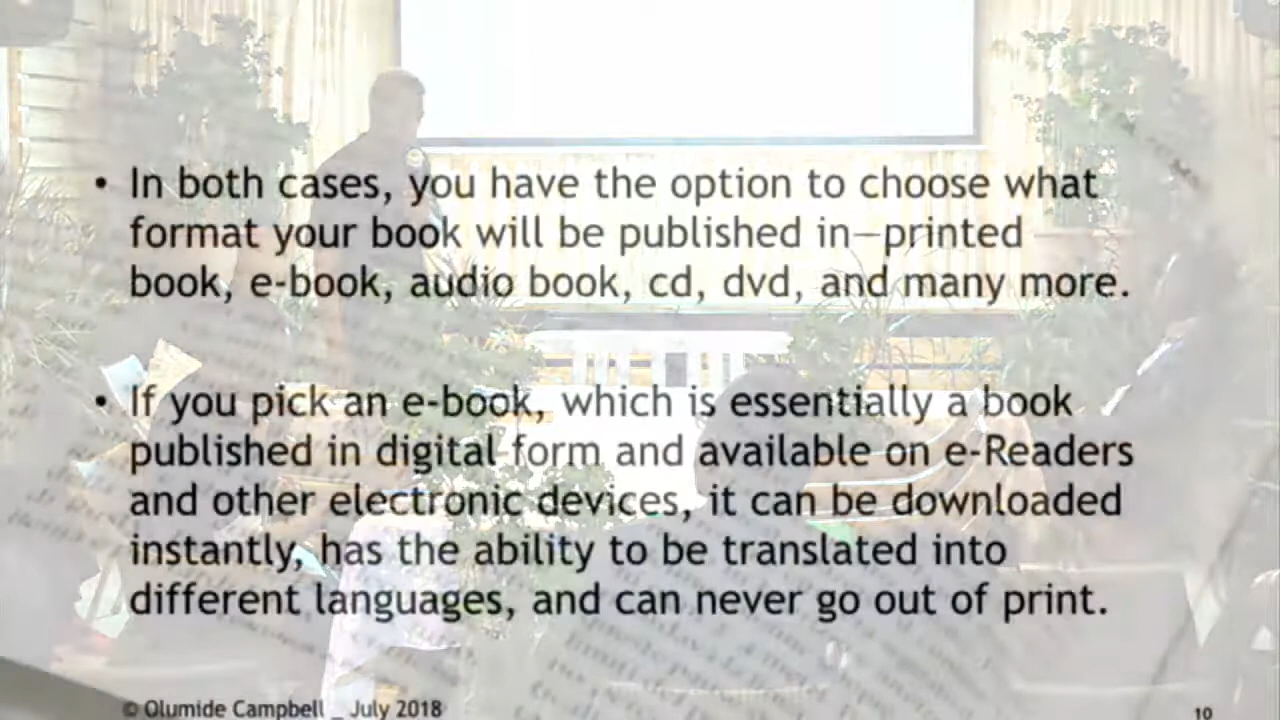 • In both cases, you have the option to choose what
format your book will be published in—printed
book, e-book, audio book, cd, dvd, and many more.
• If you pick an e-book, which is essentially a book
published in digital form and available on e-Readers
and other electronic devices, it can be downloaded
instantly, has the ability to be translated into
different languages, and can never go out of print.
© Olumide Campbell _ July 2018
10